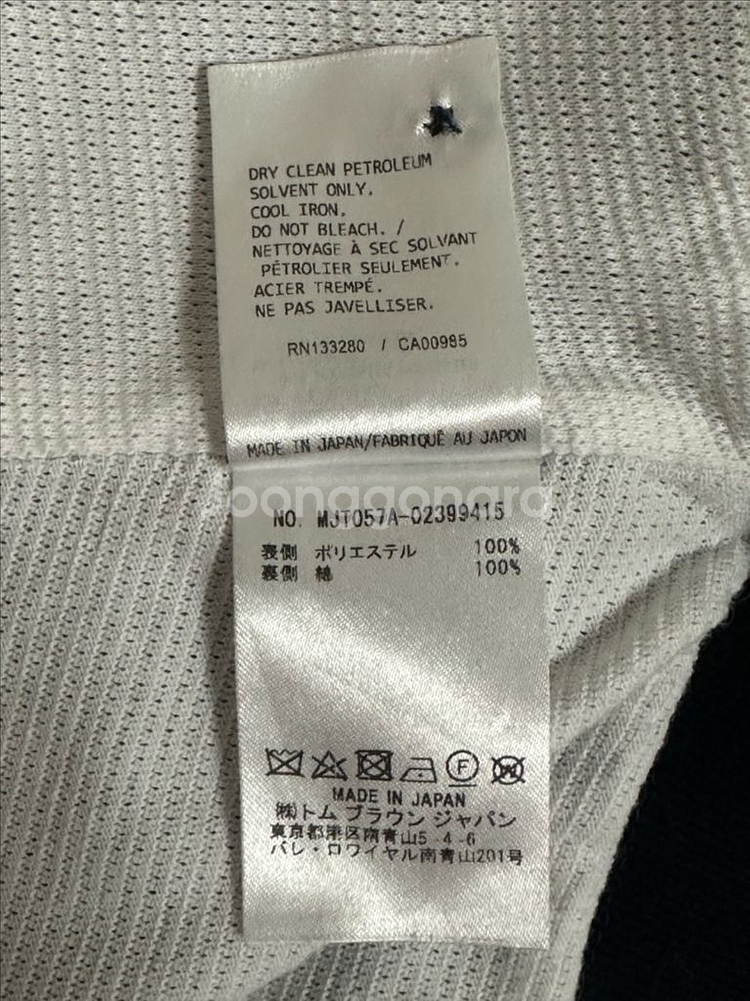 DRY CLEAN PETROLEUM
SOLVENT ONLY.
COOL IRON.
DO NOT BLEACH. /
NETTOYAGE À SEC SOLVANT
PÉTROLIER SEULEMENT.
ACIER TREMPÉ.
NE PAS JAVELLISER.
RN133280 / CA00985
MADE IN JAPAN/FABRIQUÉ AU JAPON
joonggonara
NO. MJT057A-02399415
表側 ポリエステル 100%
裏側 綿 100%
F
W
MADE IN JAPAN
㈱トム ブラウン ジャパン
東京都港区南青山5-4-6
パレ・ロワイヤル南青山201号